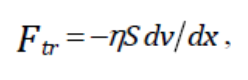 F_tr = −ηS dv/dx ,